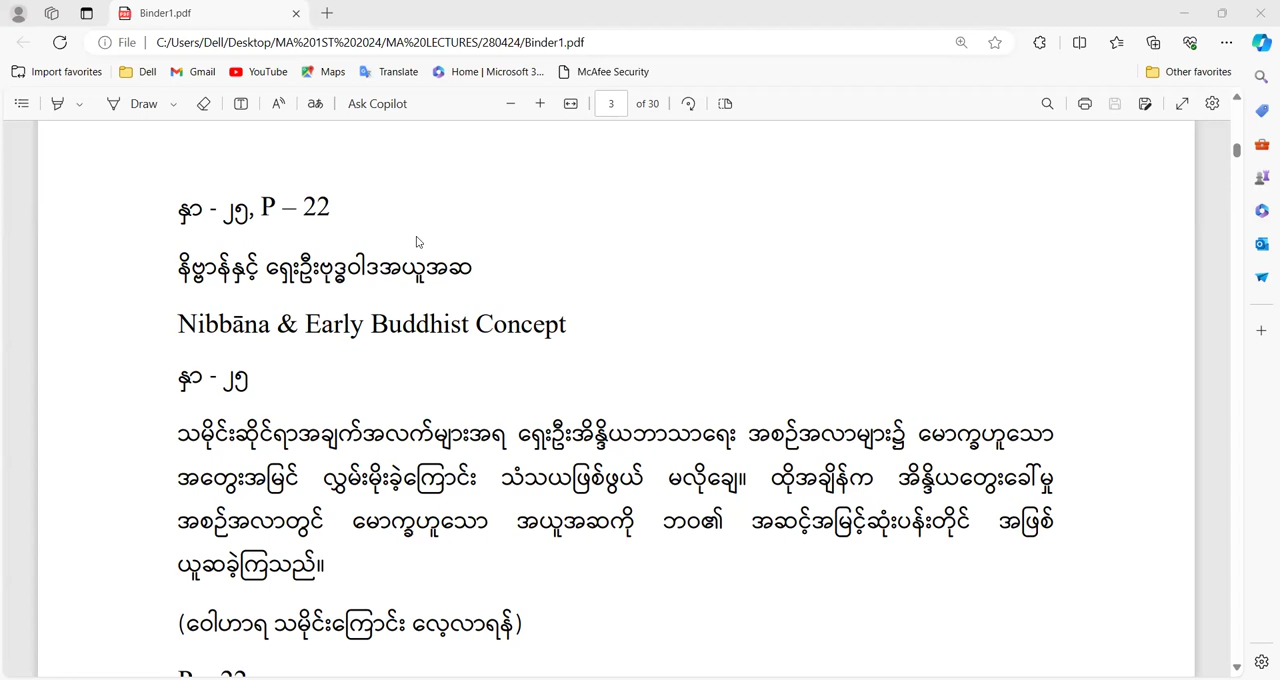 Binder1.pdf
File
C:/Users/Dell/Desktop/MA%201ST%202024/MA%20LECTURES/280424/Binder1.pdf
Import favorites Dell Gmail YouTube Maps Translate Home | Microsoft 3... McAfee Security Other favorites
Draw Ask Copilot 3 of 30
နှာ - ၂၅, P – 22
နိဗ္ဗာန်နှင့် ရှေးဦးဗုဒ္ဓဝါဒအယူအဆ
Nibbāna & Early Buddhist Concept
နှာ - ၂၅
သမိုင်းဆိုင်ရာအချက်အလက်များအရ ရှေးဦးအိန္ဒိယဘာသာရေး အစဉ်အလာများ၌ မောက္ခဟူသော
အတွေးအမြင် လွှမ်းမိုးခဲ့ကြောင်း သံသယဖြစ်ဖွယ် မလိုချေ။ ထိုအချိန်က အိန္ဒိယတွေးခေါ်မှု
အစဉ်အလာတွင် မောက္ခဟူသော အယူအဆကို ဘဝ၏ အဆင့်အမြင့်ဆုံးပန်းတိုင် အဖြစ်
ယူဆခဲ့ကြသည်။
(ဝေါဟာရ သမိုင်းကြောင်း လေ့လာရန်)
P – 22